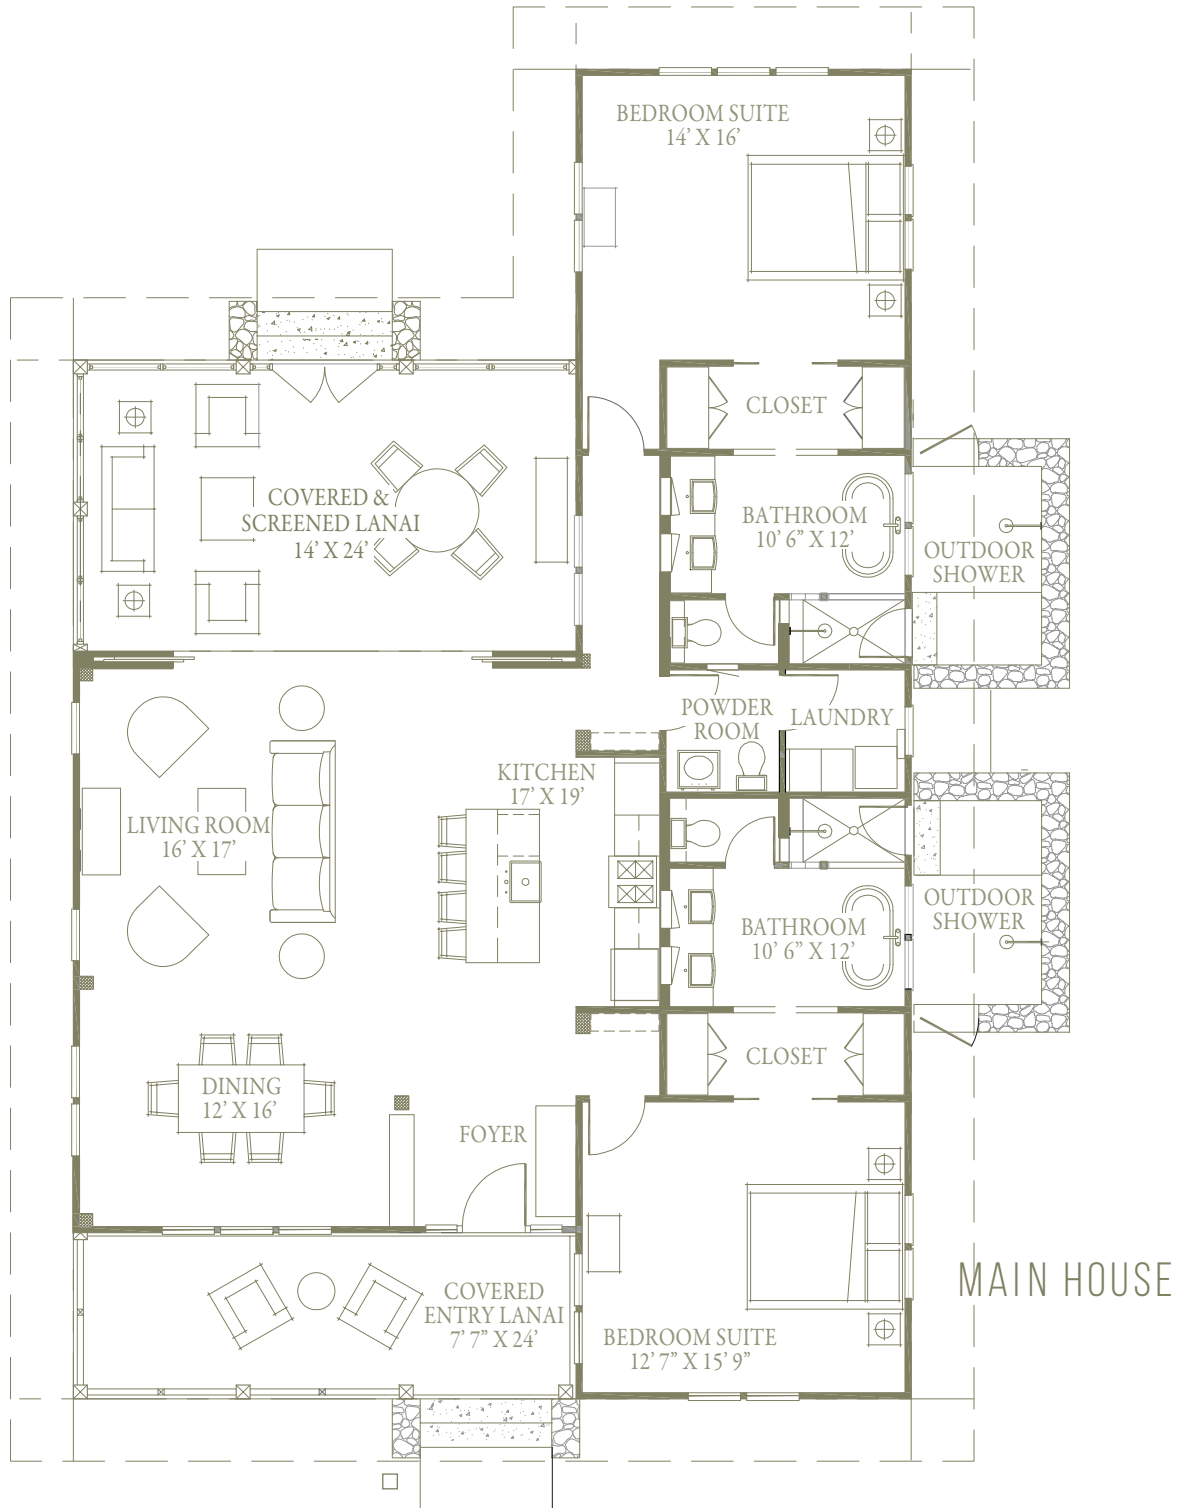 BEDROOM SUITE
14’ X 16’
CLOSET
COVERED &
SCREENED LANAI
14’ X 24’
BATHROOM
10’ 6” X 12’
OUTDOOR
SHOWER
POWDER
ROOM
LAUNDRY
KITCHEN
17’ X 19’
LIVING ROOM
16’ X 17’
OUTDOOR
SHOWER
BATHROOM
10’ 6” X 12’
CLOSET
DINING
12’ X 16’
FOYER
COVERED
ENTRY LANAI
7’ 7” X 24’
BEDROOM SUITE
12’ 7” X 15’ 9”
MAIN HOUSE